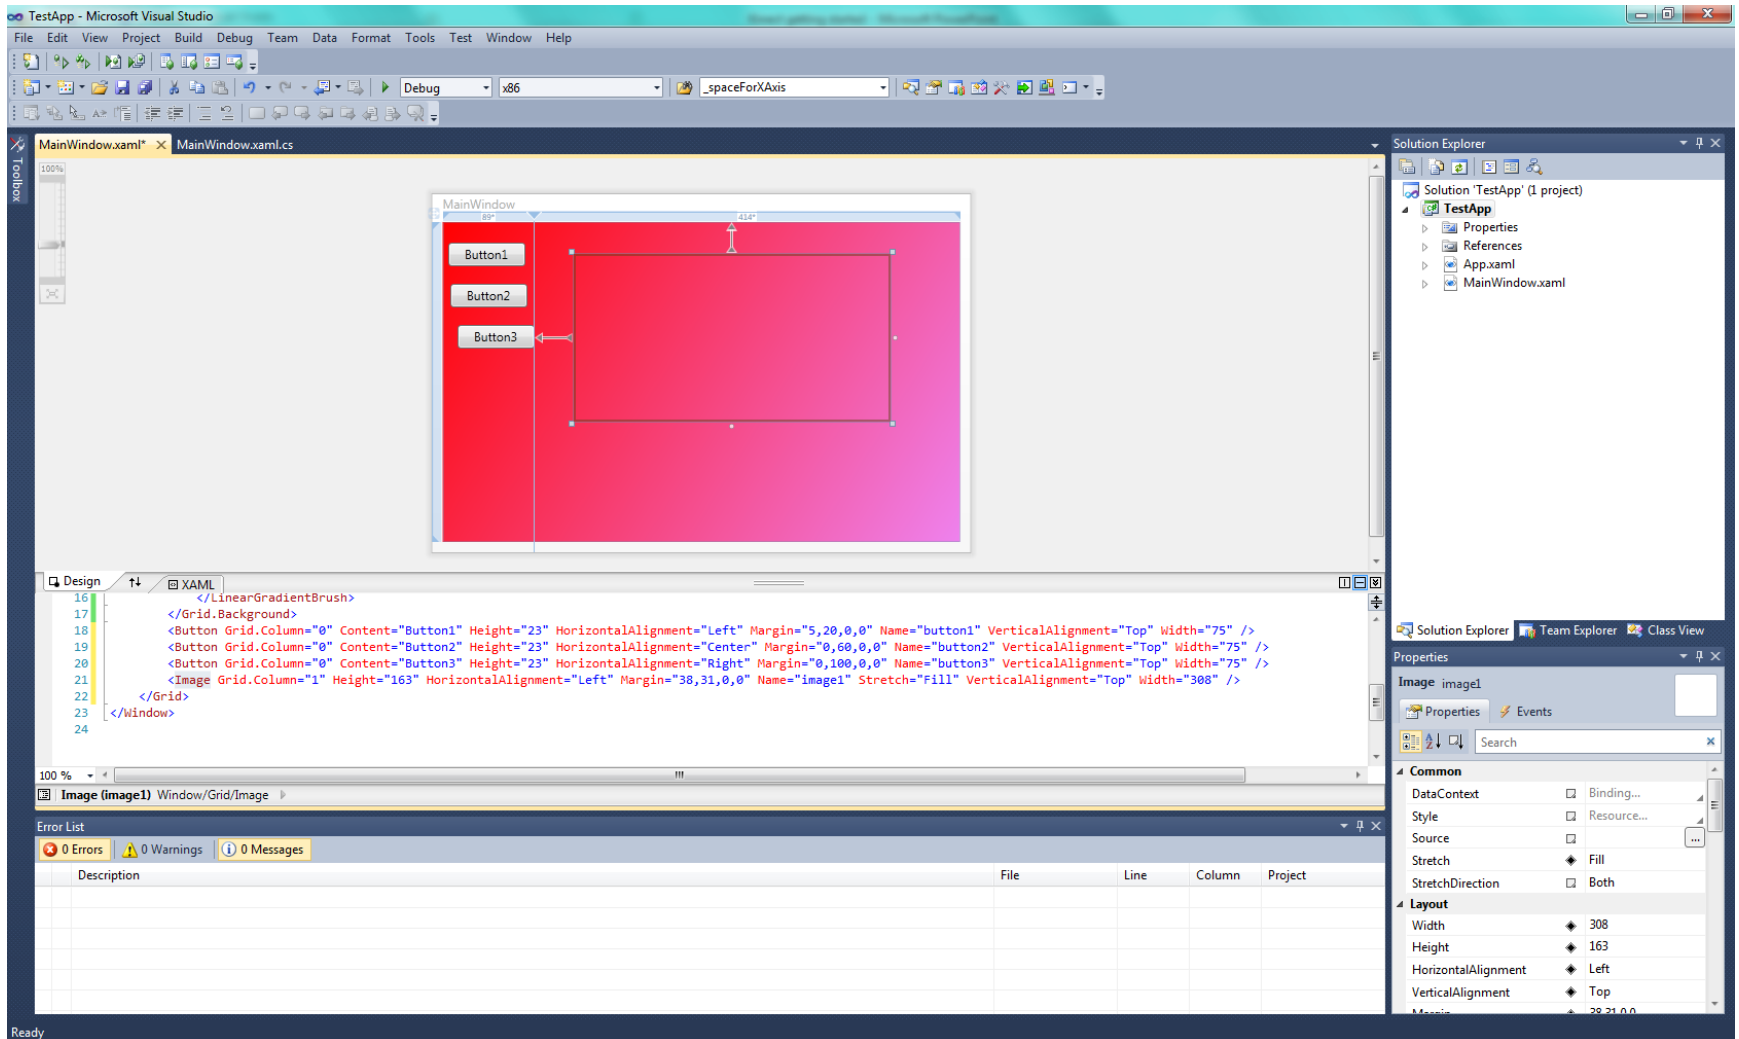 TestApp - Microsoft Visual Studio
File Edit View Project Build Debug Team Data Format Tools Test Window Help
Debug x86 _spaceForXAxis
Toolbox
MainWindow.xaml* MainWindow.xaml.cs
100%
MainWindow
89* 414*
Button1
Button2
Button3
Design XAML
16 </LinearGradientBrush>
17 </Grid.Background>
18 <Button Grid.Column="0" Content="Button1" Height="23" HorizontalAlignment="Left" Margin="5,20,0,0" Name="button1" VerticalAlignment="Top" Width="75" />
19 <Button Grid.Column="0" Content="Button2" Height="23" HorizontalAlignment="Center" Margin="0,60,0,0" Name="button2" VerticalAlignment="Top" Width="75" />
20 <Button Grid.Column="0" Content="Button3" Height="23" HorizontalAlignment="Right" Margin="0,100,0,0" Name="button3" VerticalAlignment="Top" Width="75" />
21 <Image Grid.Column="1" Height="163" HorizontalAlignment="Left" Margin="38,31,0,0" Name="image1" Stretch="Fill" VerticalAlignment="Top" Width="308" />
22 </Grid>
23 </Window>
24
100 %
Image (image1) Window/Grid/Image
Error List
0 Errors 0 Warnings 0 Messages
Description File Line Column Project
Ready
Solution Explorer
Solution 'TestApp' (1 project)
TestApp
Properties
References
App.xaml
MainWindow.xaml
Solution Explorer Team Explorer Class View
Properties
Image image1
Properties Events
Search
Common
DataContext Binding...
Style Resource...
Source ...
Stretch Fill
StretchDirection Both
Layout
Width 308
Height 163
HorizontalAlignment Left
VerticalAlignment Top
Margin 38,31,0,0